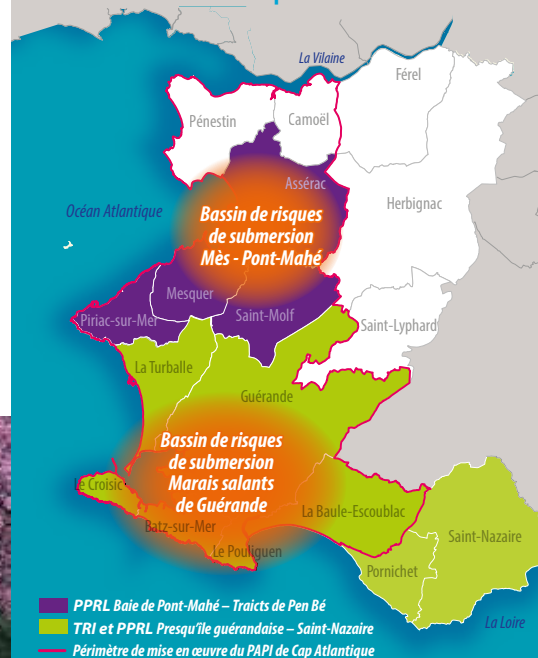 La Vilaine
Férel
Pénestin
Camoël
Assérac
Océan Atlantique
Herbignac
Bassin de risques
de submersion
Mès - Pont-Mahé
Mesquer
Piriac-sur-Mer
Saint-Molf
Saint-Lyphard
La Turballe
Guérande
Bassin de risques
de submersion
Marais salants
de Guérande
Le Croisic
La Baule-Escoublac
Batz-sur-Mer
Saint-Nazaire
Le Pouliguen
Pornichet
La Loire
PPRL Baie de Pont-Mahé – Traicts de Pen Bé
TRI et PPRL Presqu'île guérandaise – Saint-Nazaire
Périmètre de mise en œuvre du PAPI de Cap Atlantique